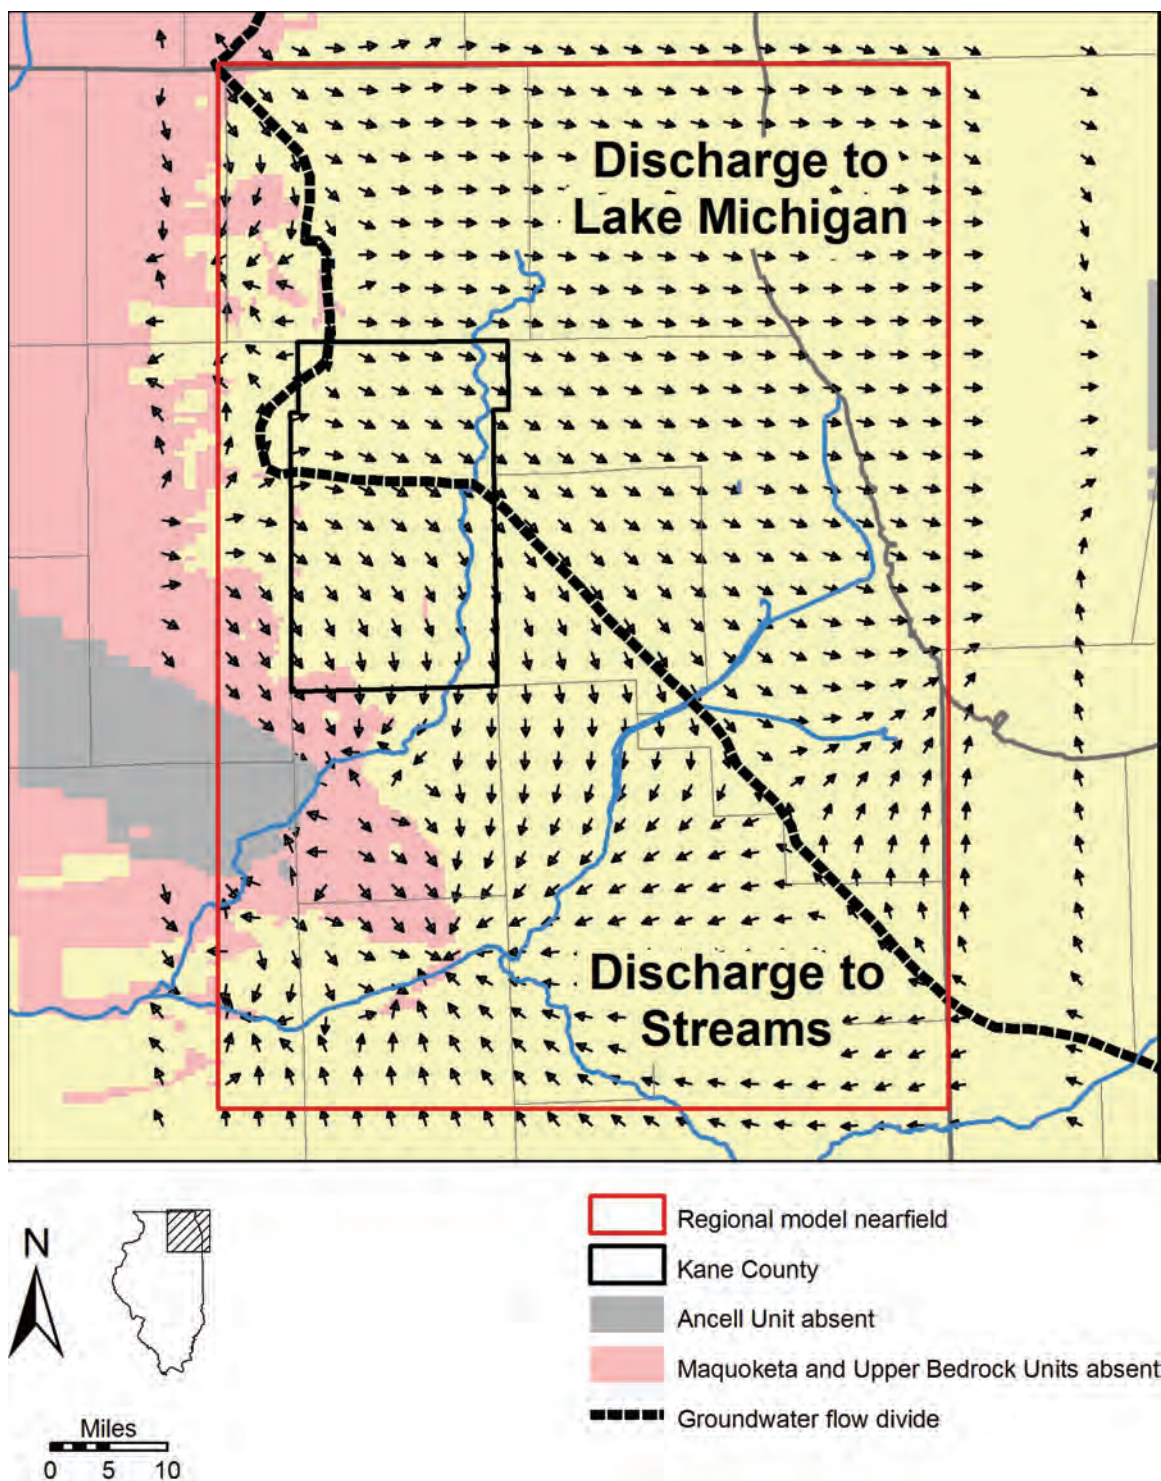 Discharge to
Lake Michigan
Discharge to
Streams
N
Miles
0 5 10
Regional model nearfield
Kane County
Ancell Unit absent
Maquoketa and Upper Bedrock Units absent
Groundwater flow divide